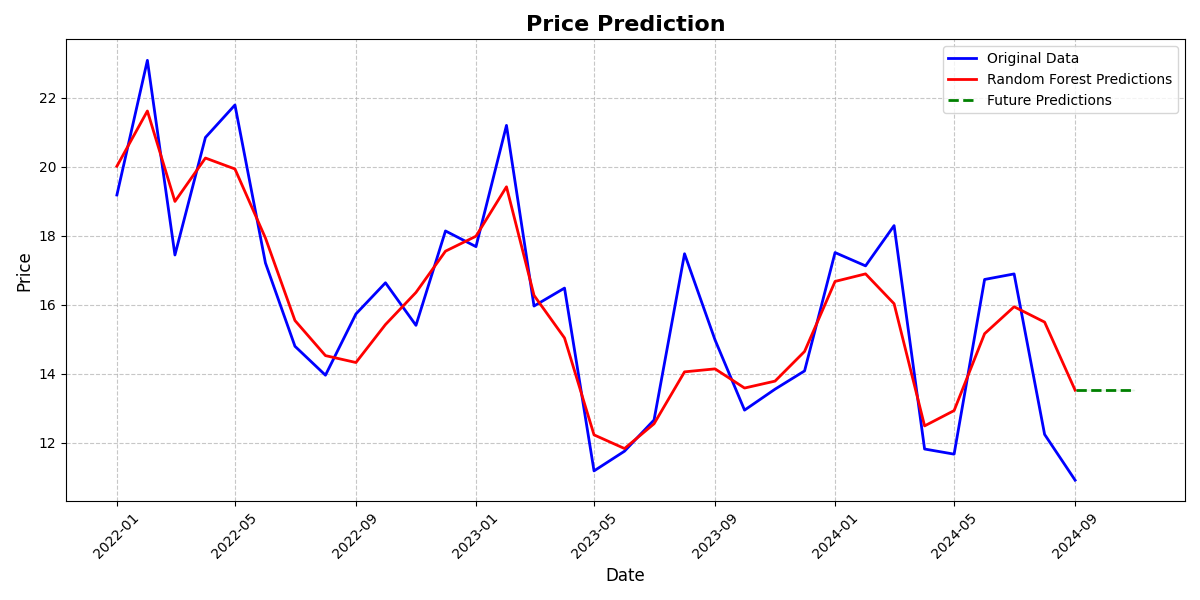 Price Prediction
Original Data
Random Forest Predictions
Future Predictions
Price
22
20
18
16
14
12
2022-01
2022-05
2022-09
2023-01
2023-05
2023-09
2024-01
2024-05
2024-09
Date